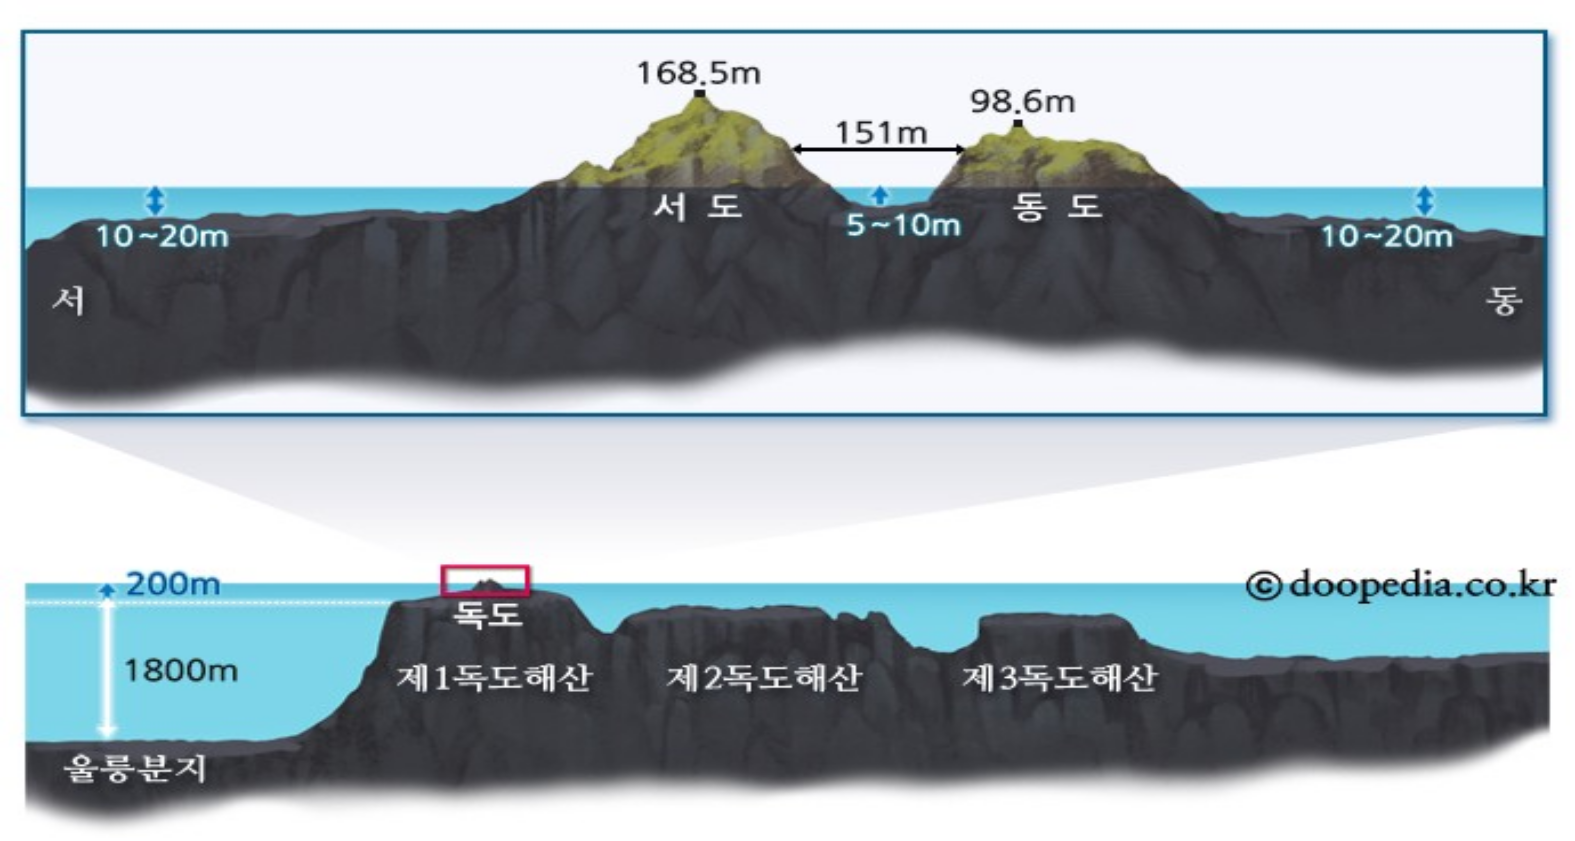 168.5m
98.6m
151m
서 도
동 도
10~20m
5~10m
10~20m
서
동
200m
ⓒdoopedia.co.kr
독도
1800m
제1독도해산
제2독도해산
제3독도해산
울릉분지